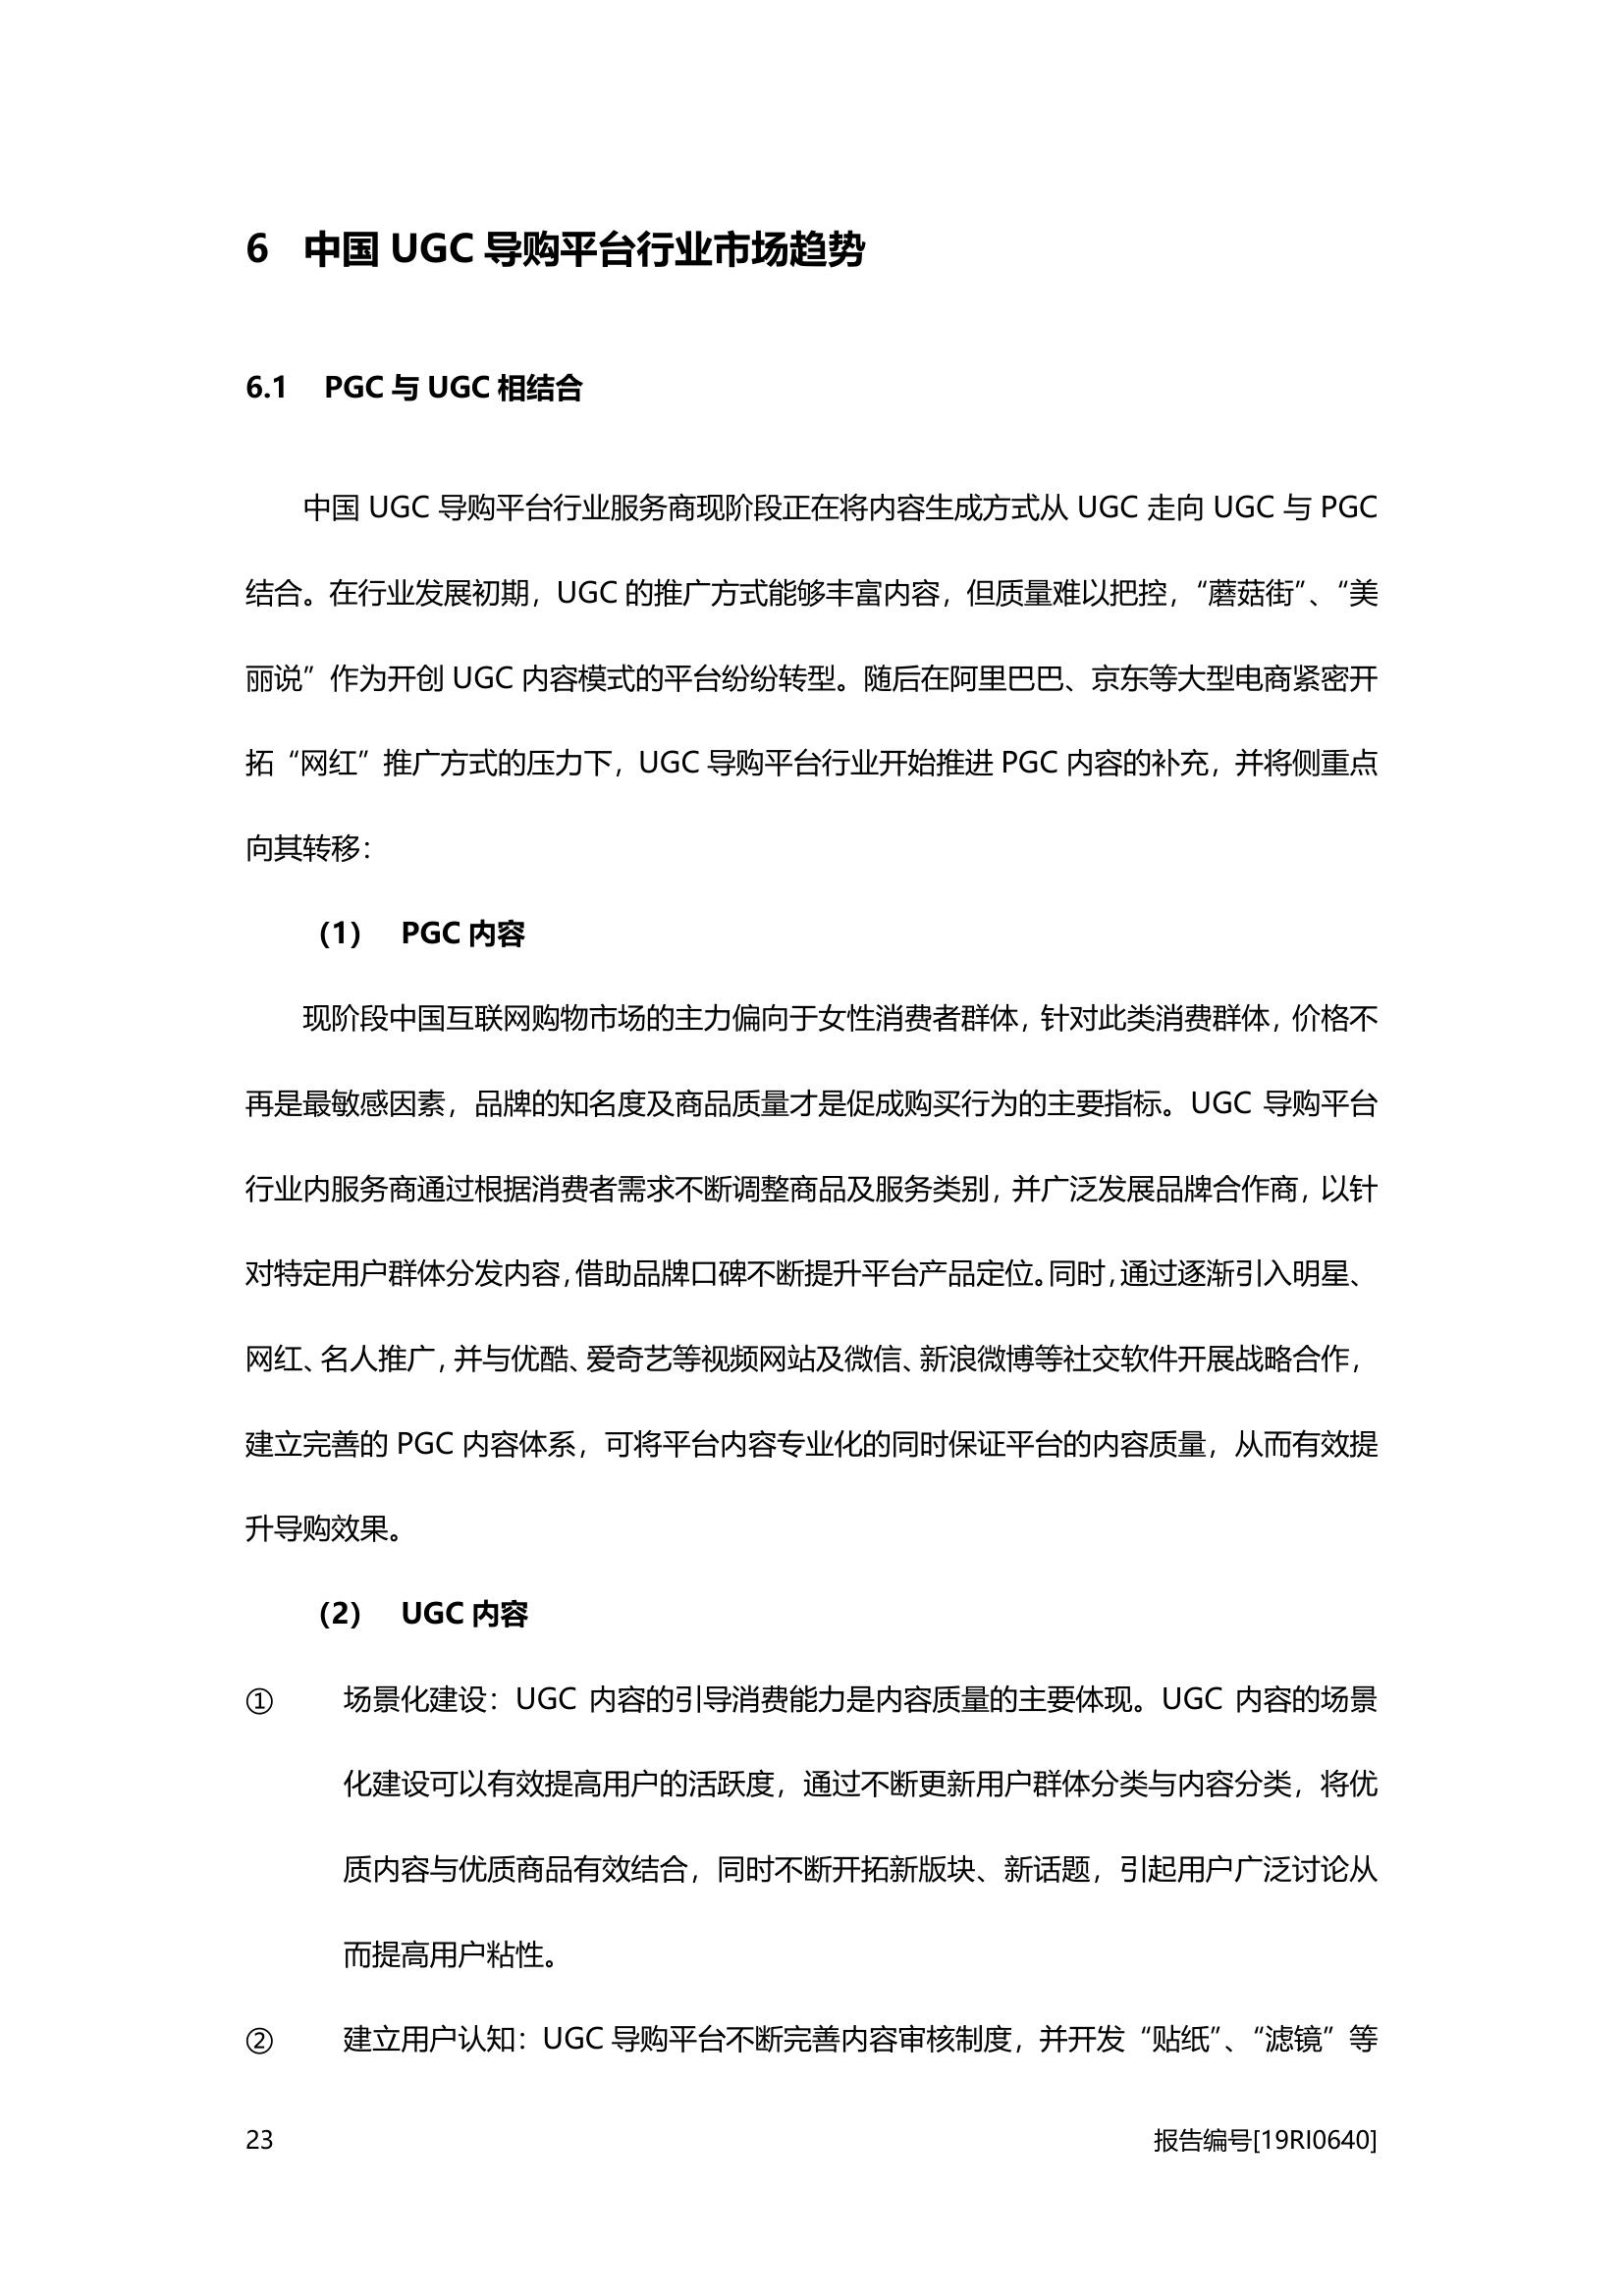 6 中国 UGC 导购平台行业市场趋势
6.1 PGC 与 UGC 相结合
中国 UGC 导购平台行业服务商现阶段正在将内容生成方式从 UGC 走向 UGC 与 PGC
结合。在行业发展初期，UGC 的推广方式能够丰富内容，但质量难以把控，“蘑菇街”、“美
丽说”作为开创 UGC 内容模式的平台纷纷转型。随后在阿里巴巴、京东等大型电商紧密开
拓“网红”推广方式的压力下，UGC 导购平台行业开始推进 PGC 内容的补充，并将侧重点
向其转移：
（1） PGC 内容
现阶段中国互联网购物市场的主力偏向于女性消费者群体，针对此类消费群体，价格不
再是最敏感因素，品牌的知名度及商品质量才是促成购买行为的主要指标。UGC 导购平台
行业内服务商通过根据消费者需求不断调整商品及服务类别，并广泛发展品牌合作商，以针
对特定用户群体分发内容，借助品牌口碑不断提升平台产品定位。同时，通过逐渐引入明星、
网红、名人推广，并与优酷、爱奇艺等视频网站及微信、新浪微博等社交软件开展战略合作，
建立完善的 PGC 内容体系，可将平台内容专业化的同时保证平台的内容质量，从而有效提
升导购效果。
（2） UGC 内容
① 场景化建设：UGC 内容的引导消费能力是内容质量的主要体现。UGC 内容的场景
化建设可以有效提高用户的活跃度，通过不断更新用户群体分类与内容分类，将优
质内容与优质商品有效结合，同时不断开拓新版块、新话题，引起用户广泛讨论从
而提高用户粘性。
② 建立用户认知：UGC 导购平台不断完善内容审核制度，并开发“贴纸”、“滤镜”等
23 报告编号[19RI0640]